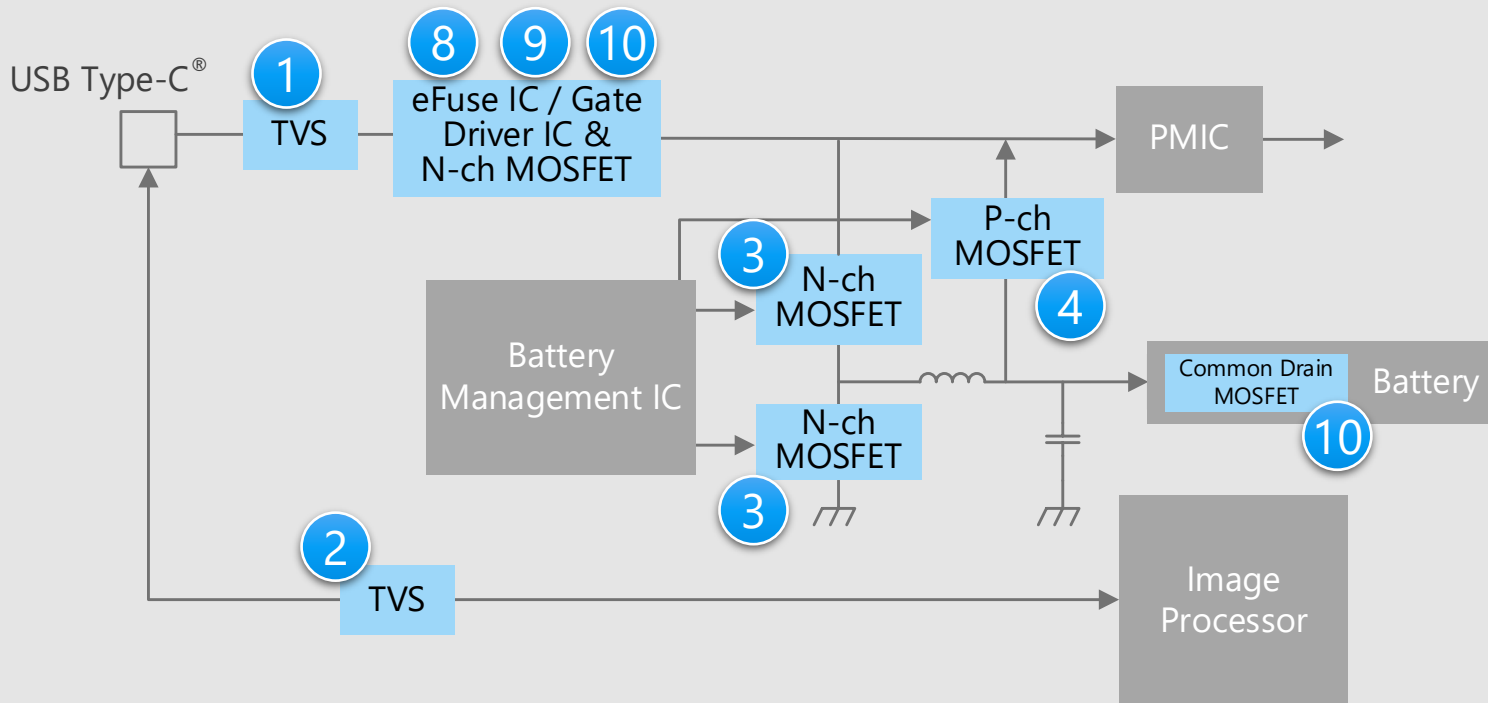 8
9
10
USB Type-C®
1
TVS
eFuse IC / Gate
Driver IC &
N-ch MOSFET
PMIC
P-ch
MOSFET
4
3
N-ch
MOSFET
Battery
Management IC
Common Drain
MOSFET
Battery
10
N-ch
MOSFET
3
2
TVS
Image
Processor